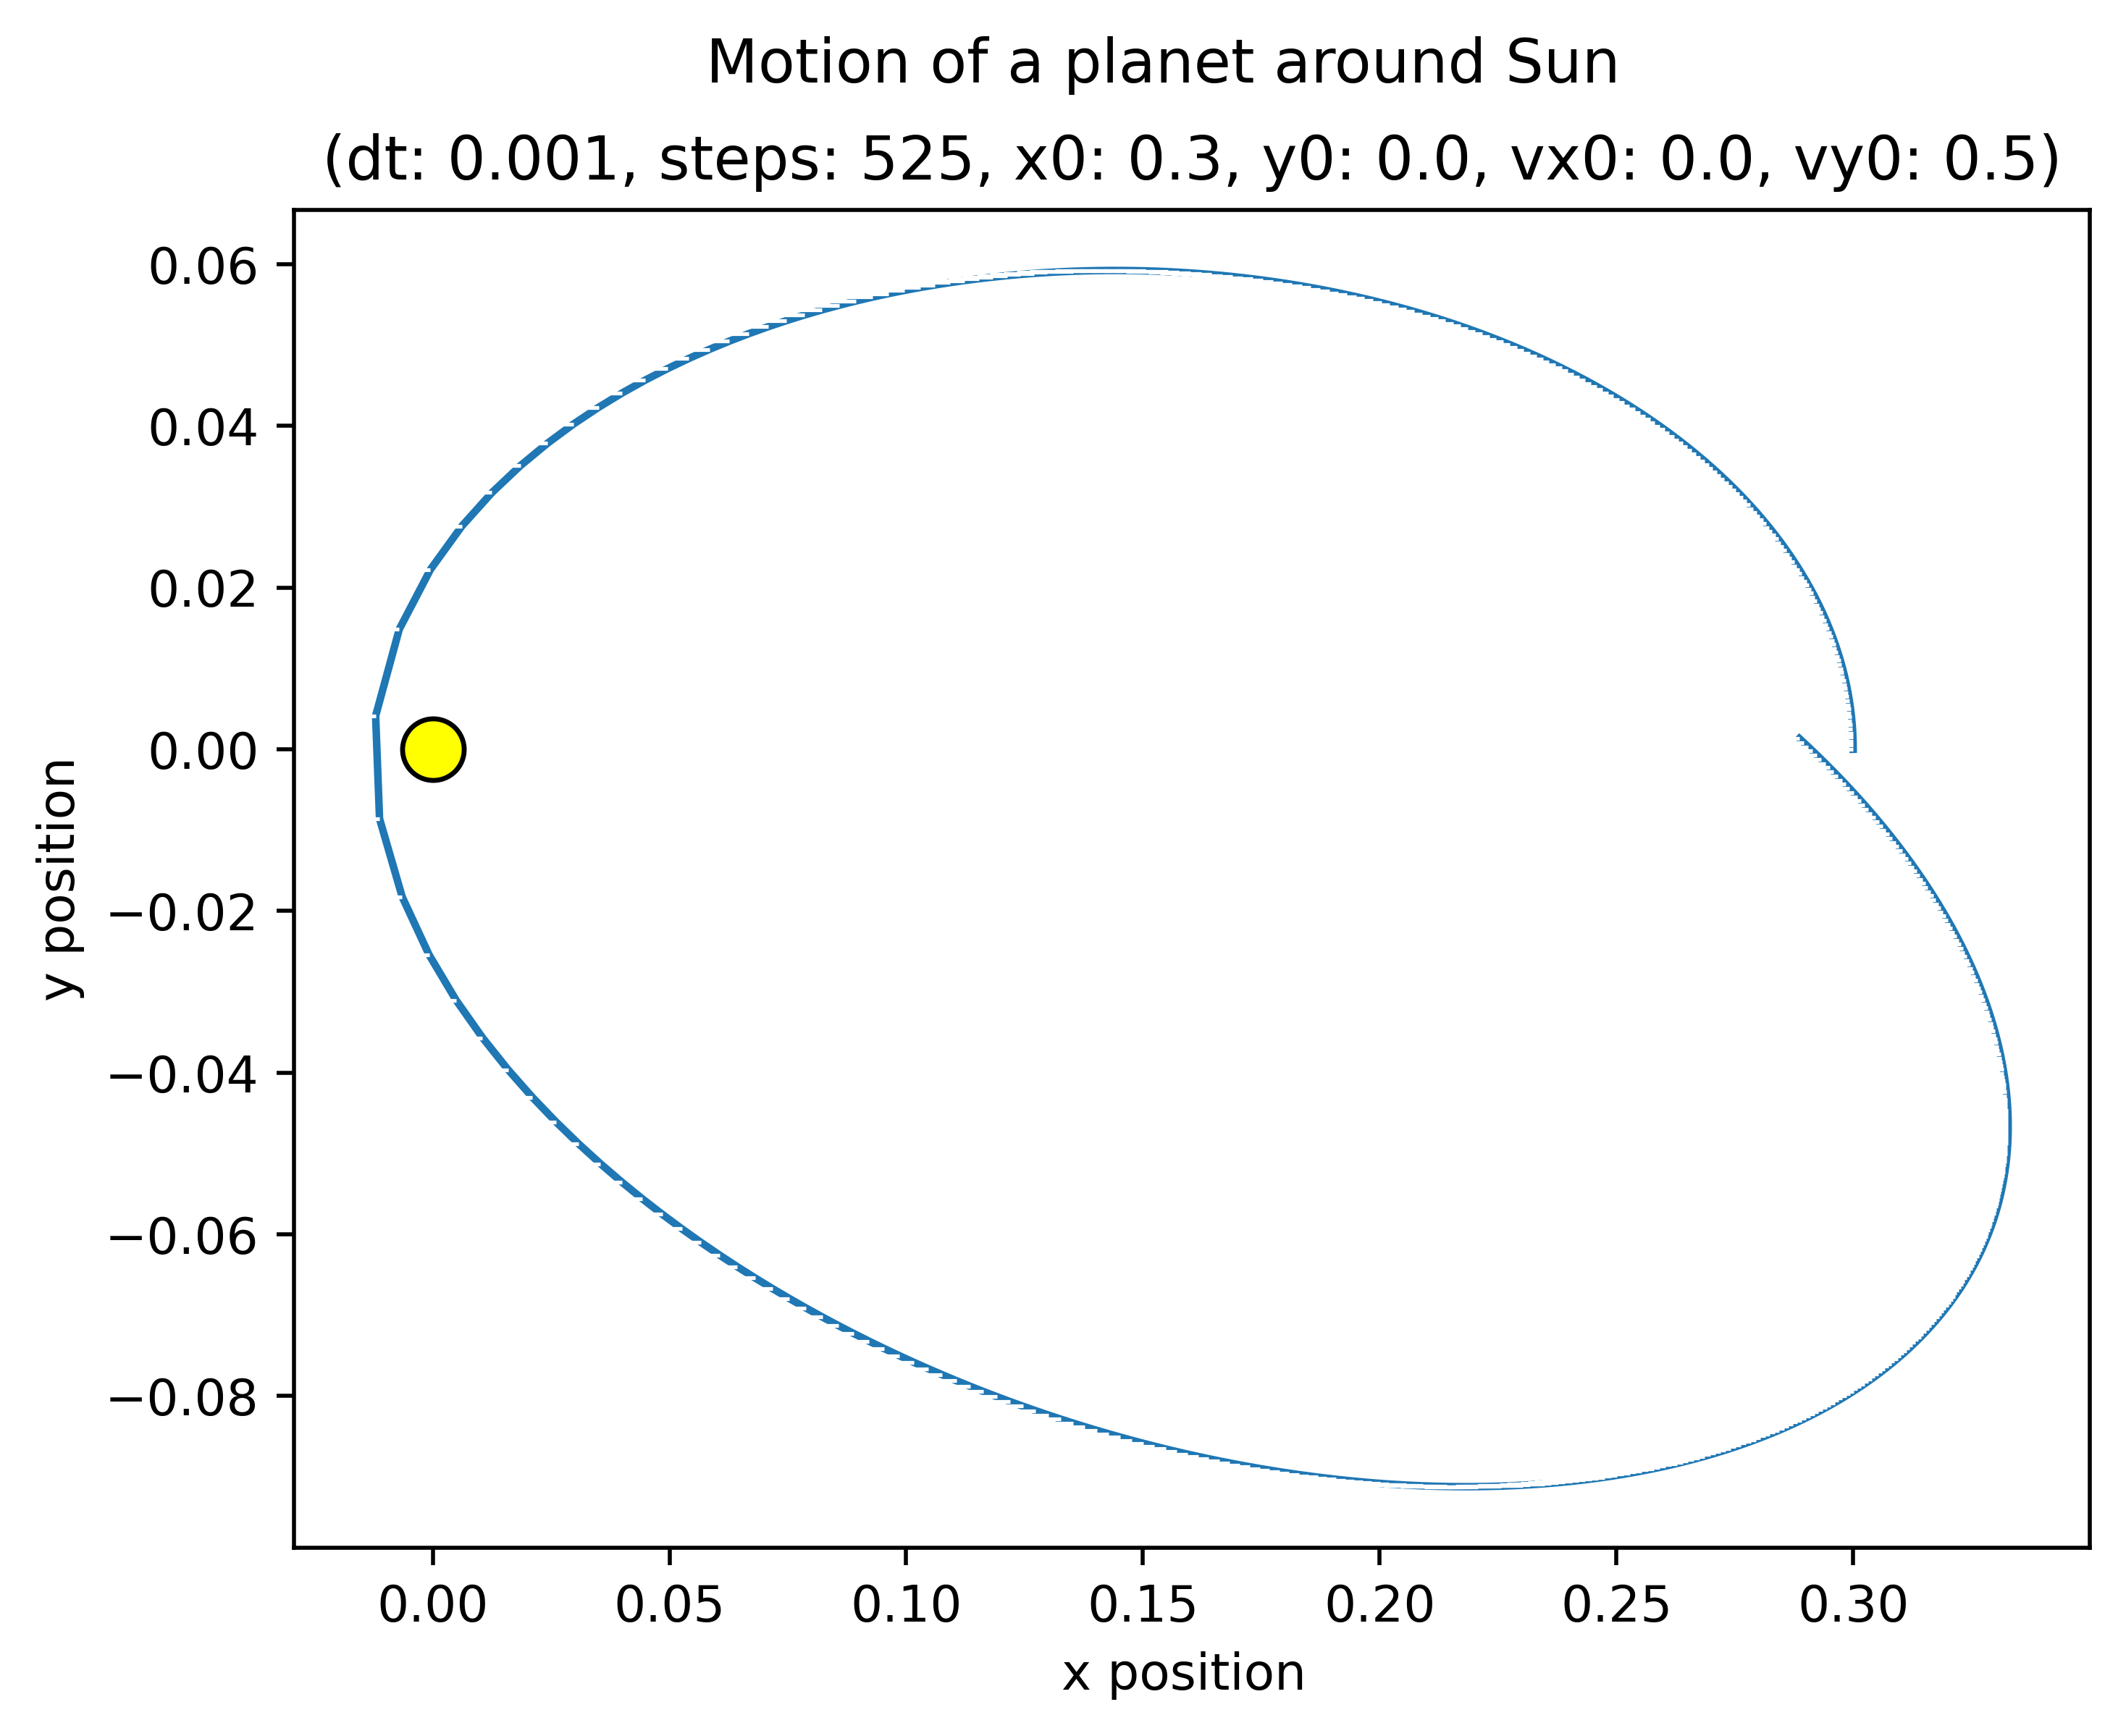 Motion of a planet around Sun
(dt: 0.001, steps: 525, x0: 0.3, y0: 0.0, vx0: 0.0, vy0: 0.5)
0.06
0.04
0.02
0.00
−0.02
−0.04
−0.06
−0.08
y position
0.00 0.05 0.10 0.15 0.20 0.25 0.30
x position